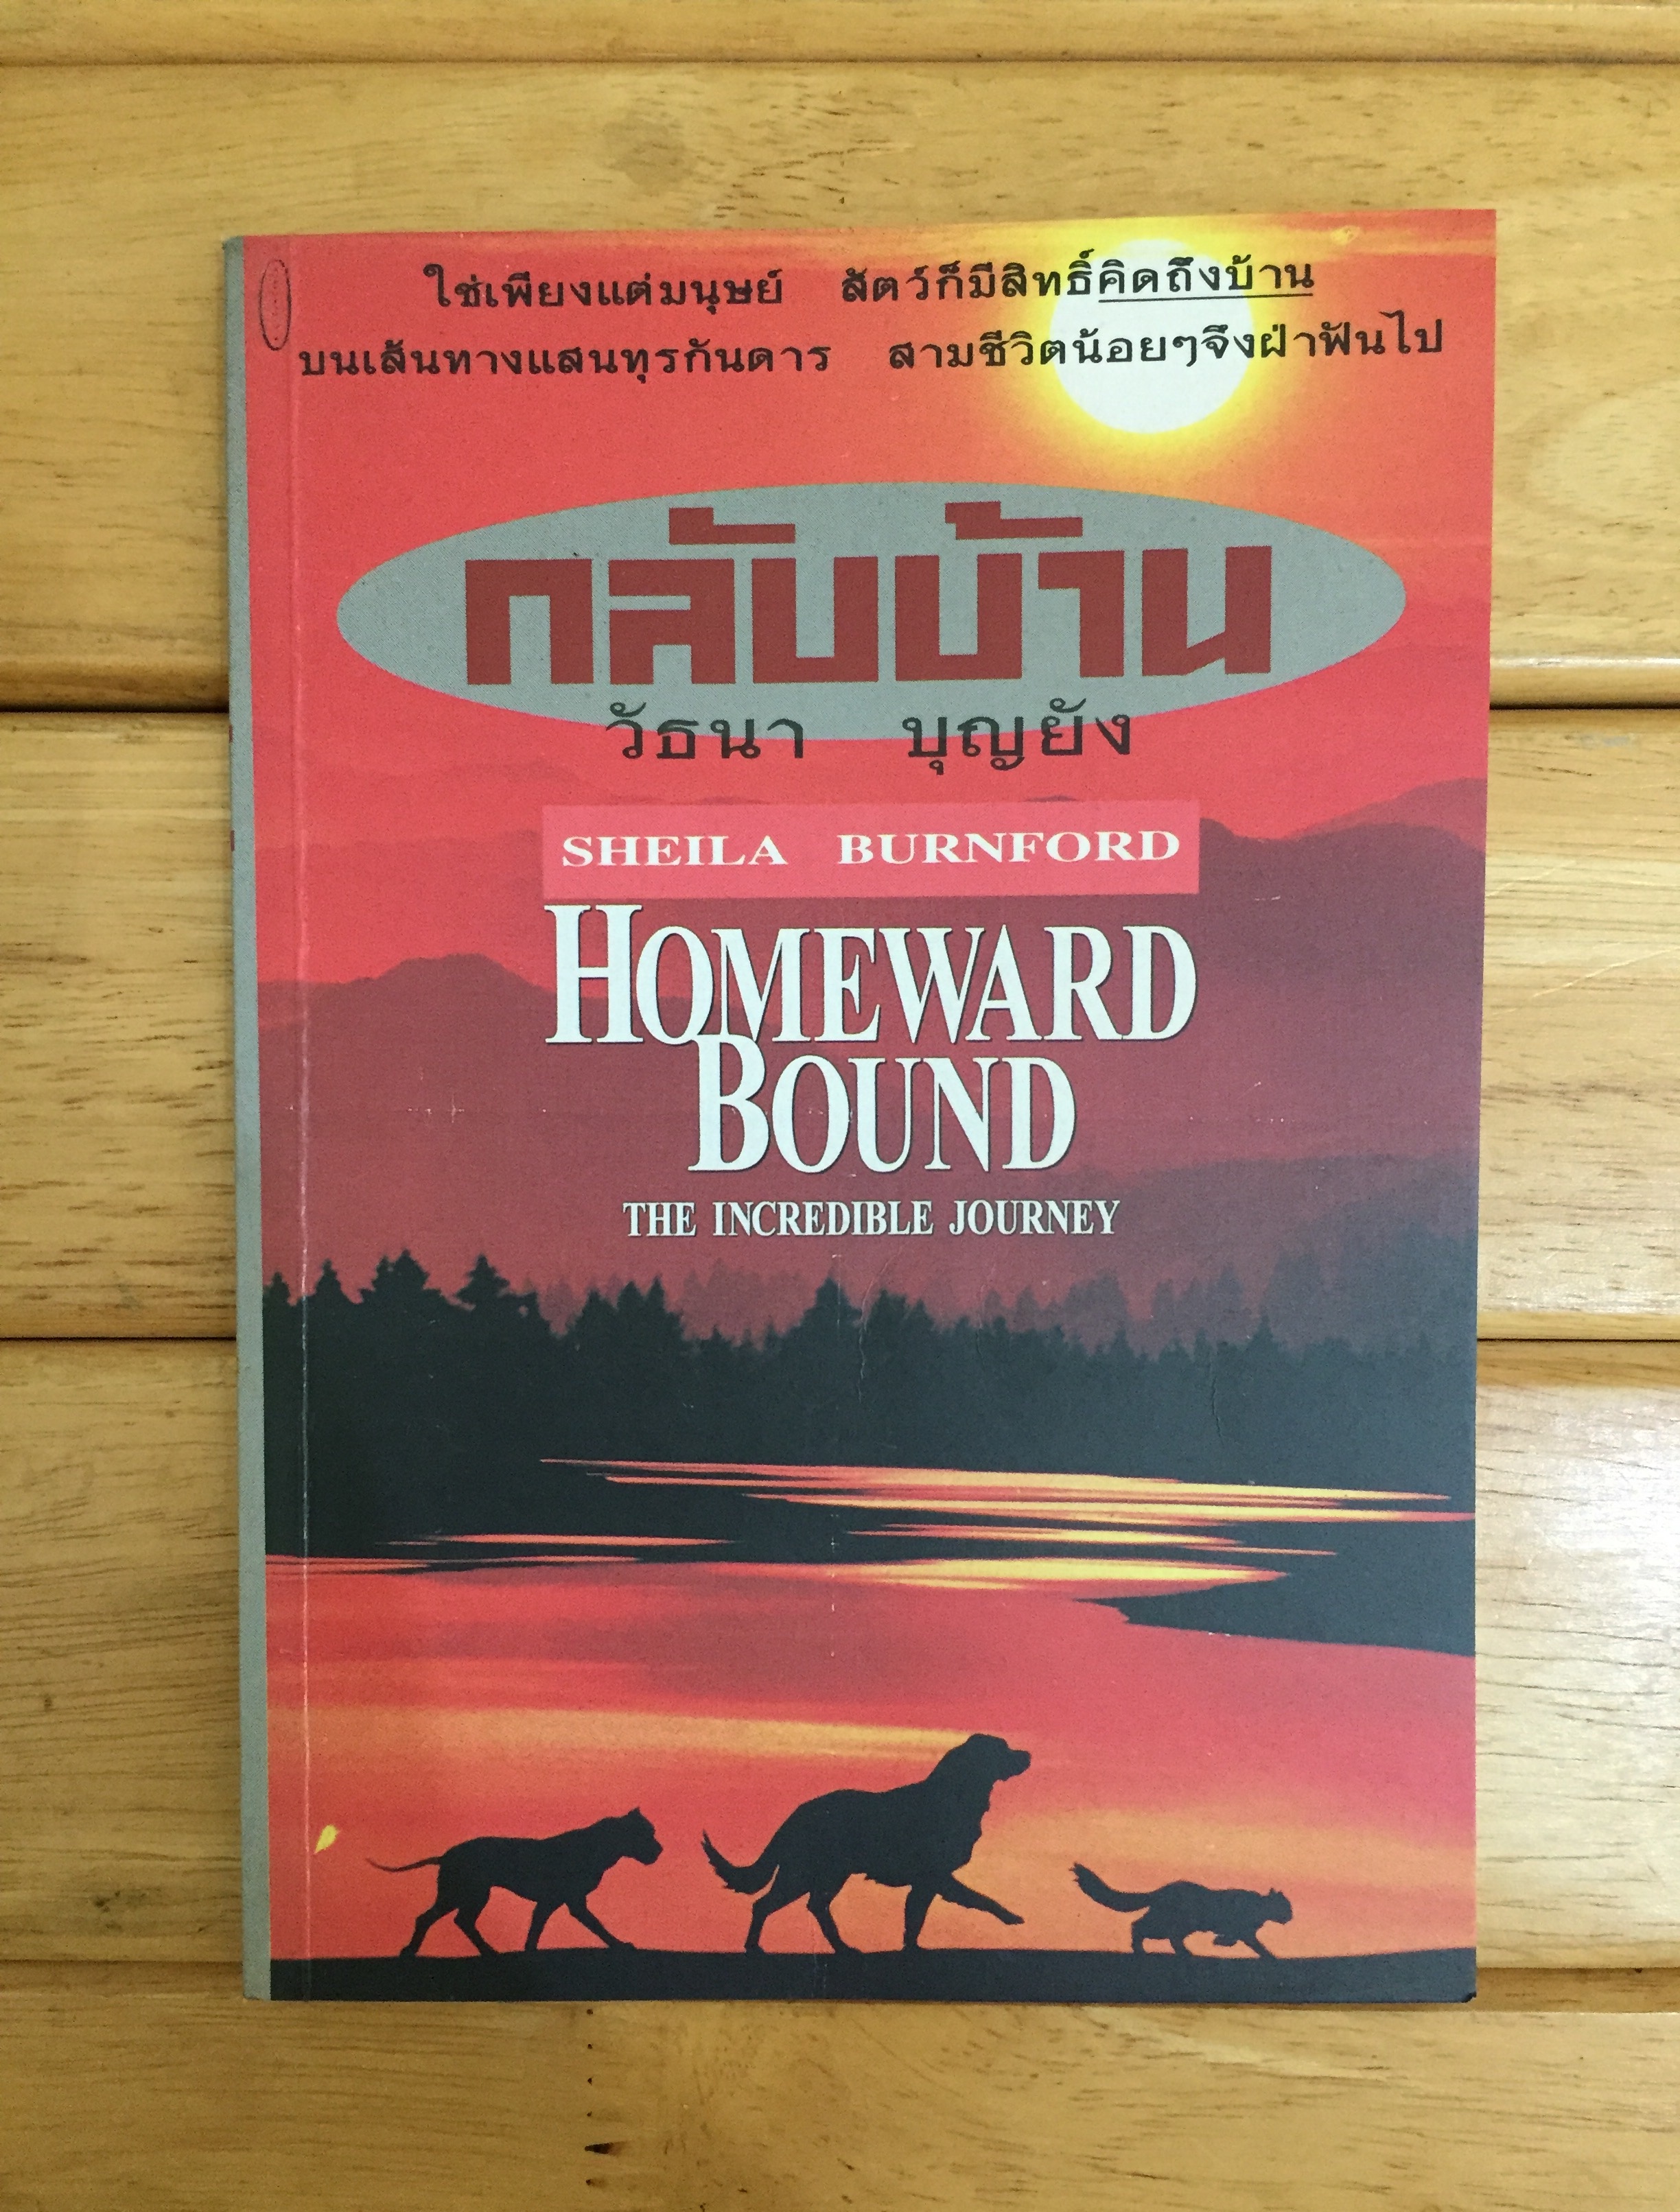 ใช่เพียงแต่มนุษย์ สัตว์ก็มีสิทธิ์คิดถึงบ้าน
บนเส้นทางแสนทุรกันดาร สามชีวิตน้อยๆจึงฝ่าฟันไป
กลับบ้าน
วัธนา บุญยัง
SHEILA BURNFORD
HOMEWARD
BOUND
THE INCREDIBLE JOURNEY